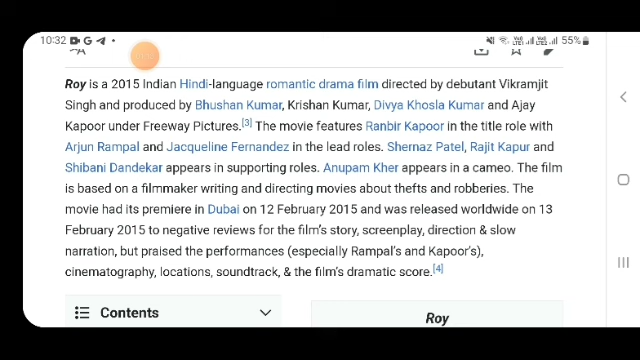 10:32
55%
Roy is a 2015 Indian Hindi-language romantic drama film directed by debutant Vikramjit
Singh and produced by Bhushan Kumar, Krishan Kumar, Divya Khosla Kumar and Ajay
Kapoor under Freeway Pictures.[3] The movie features Ranbir Kapoor in the title role with
Arjun Rampal and Jacqueline Fernandez in the lead roles. Shernaz Patel, Rajit Kapur and
Shibani Dandekar appears in supporting roles. Anupam Kher appears in a cameo. The film
is based on a filmmaker writing and directing movies about thefts and robberies. The
movie had its premiere in Dubai on 12 February 2015 and was released worldwide on 13
February 2015 to negative reviews for the film's story, screenplay, direction & slow
narration, but praised the performances (especially Rampal's and Kapoor's),
cinematography, locations, soundtrack, & the film's dramatic score.[4]
Contents
Roy